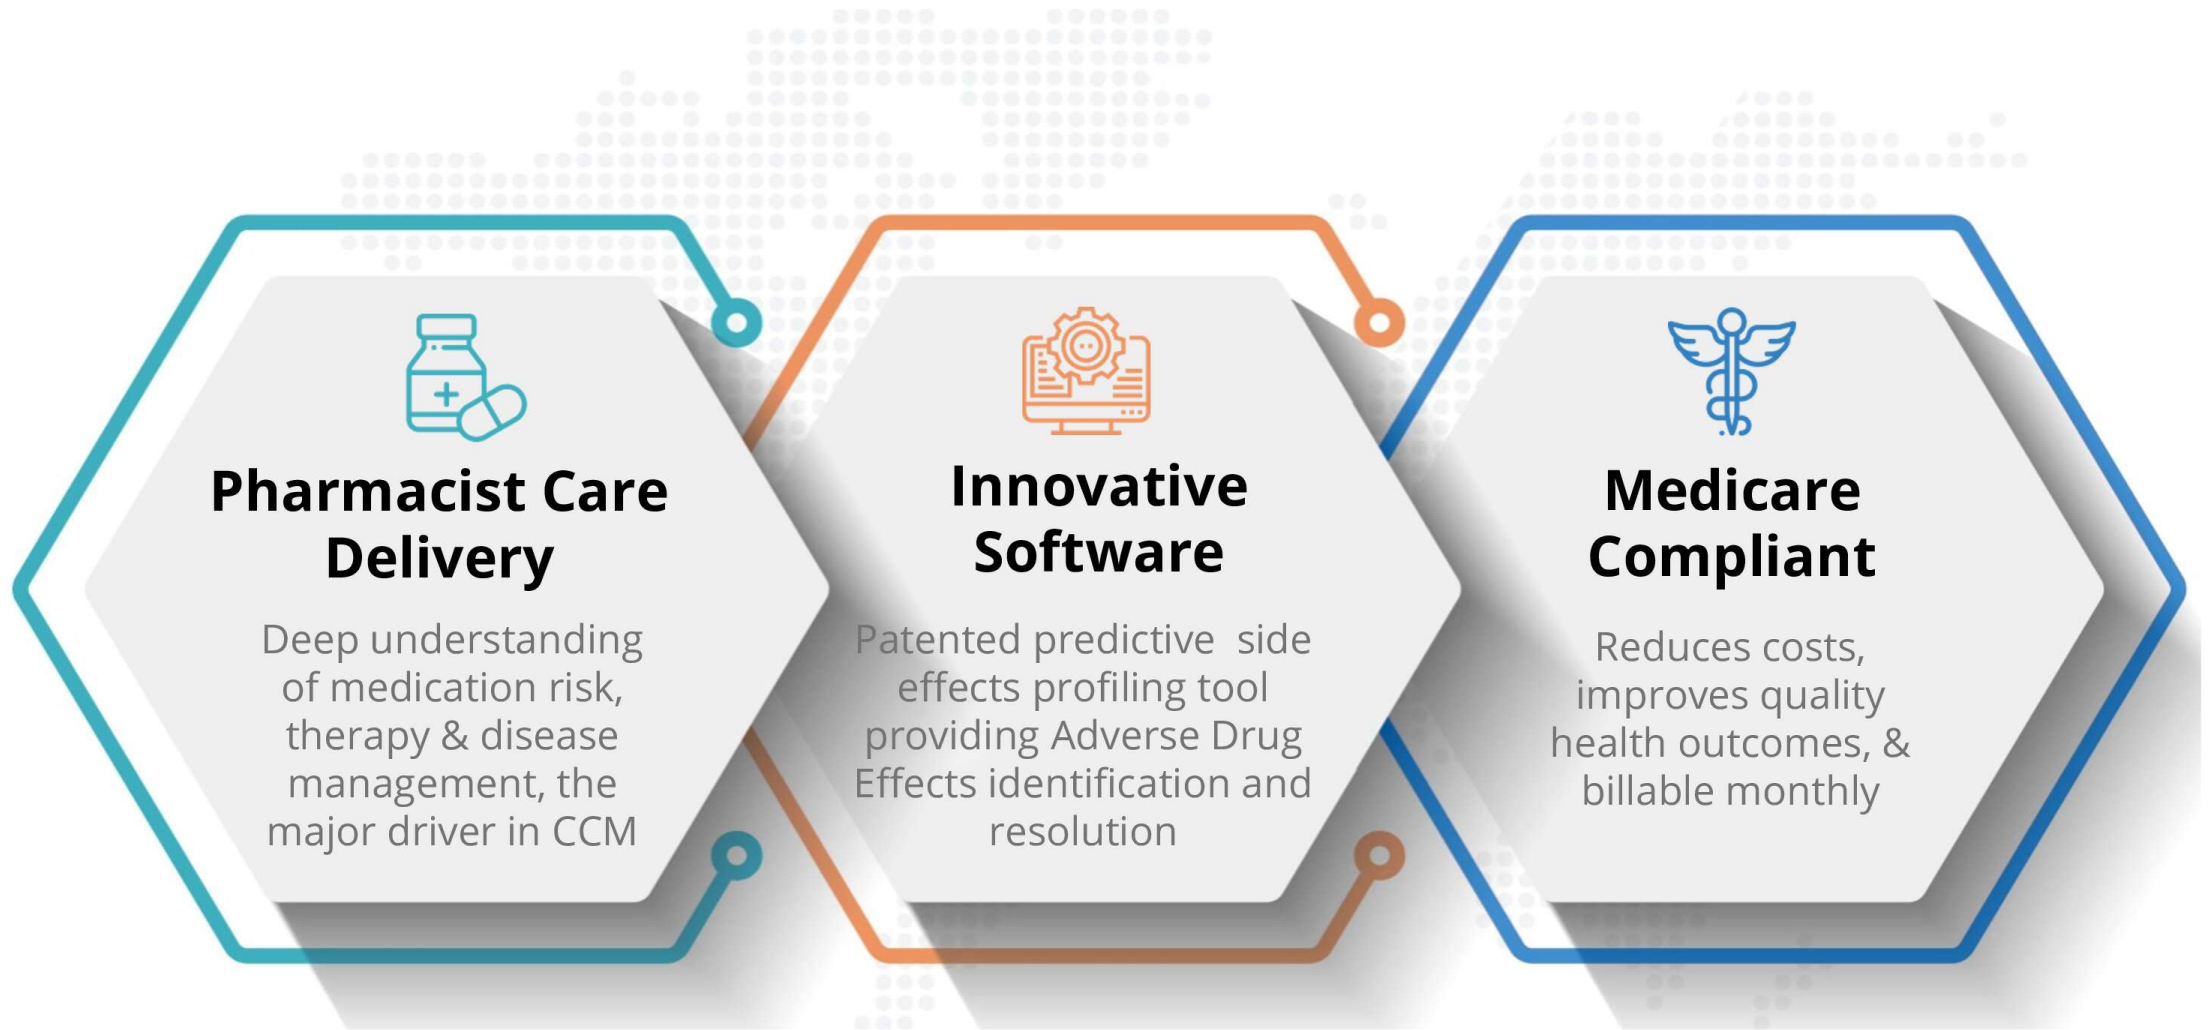 Pharmacist Care
Delivery
Deep understanding
of medication risk,
therapy & disease
management, the
major driver in CCM
Innovative
Software
Patented predictive  side
effects profiling tool
providing Adverse Drug
Effects identification and
resolution
Medicare
Compliant
Reduces costs,
improves quality
health outcomes, &
billable monthly